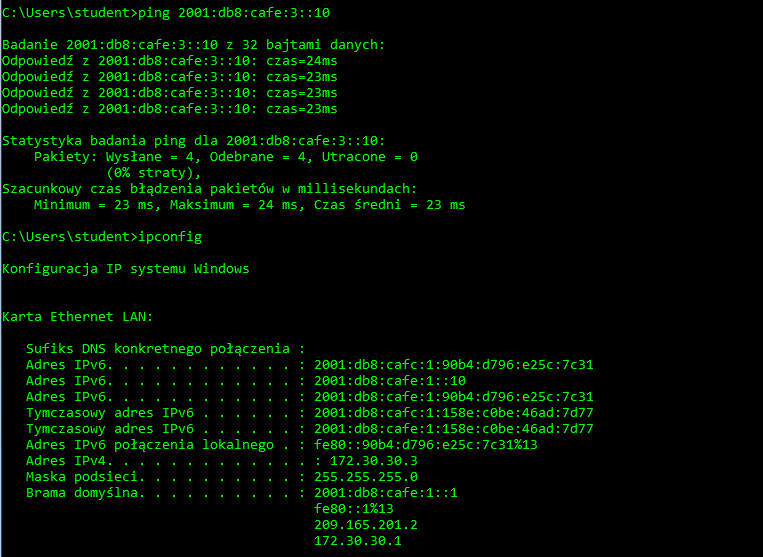 C:\Users\student>ping 2001:db8:cafe:3::10
Badanie 2001:db8:cafe:3::10 z 32 bajtami danych:
Odpowiedź z 2001:db8:cafe:3::10: czas=24ms
Odpowiedź z 2001:db8:cafe:3::10: czas=23ms
Odpowiedź z 2001:db8:cafe:3::10: czas=23ms
Odpowiedź z 2001:db8:cafe:3::10: czas=23ms
Statystyka badania ping dla 2001:db8:cafe:3::10:
Pakiety: Wysłane = 4, Odebrane = 4, Utracone = 0
(0% straty),
Szacunkowy czas błądzenia pakietów w millisekundach:
Minimum = 23 ms, Maksimum = 24 ms, Czas średni = 23 ms
C:\Users\student>ipconfig
Konfiguracja IP systemu Windows
Karta Ethernet LAN:
Sufiks DNS konkretnego połączenia :
Adres IPv6. . . . . . . . . . . . : 2001:db8:cafc:1:90b4:d796:e25c:7c31
Adres IPv6. . . . . . . . . . . . : 2001:db8:cafe:1::10
Adres IPv6. . . . . . . . . . . . : 2001:db8:cafe:1:90b4:d796:e25c:7c31
Tymczasowy adres IPv6 . . . . . . : 2001:db8:cafc:1:158e:c0be:46ad:7d77
Tymczasowy adres IPv6 . . . . . . : 2001:db8:cafe:1:158e:c0be:46ad:7d77
Adres IPv6 połączenia lokalnego . : fe80::90b4:d796:e25c:7c31%13
Adres IPv4. . . . . . . . . . . . . : 172.30.30.3
Maska podsieci. . . . . . . . . . : 255.255.255.0
Brama domyślna. . . . . . . . . . : 2001:db8:cafe:1::1
fe80::1%13
209.165.201.2
172.30.30.1